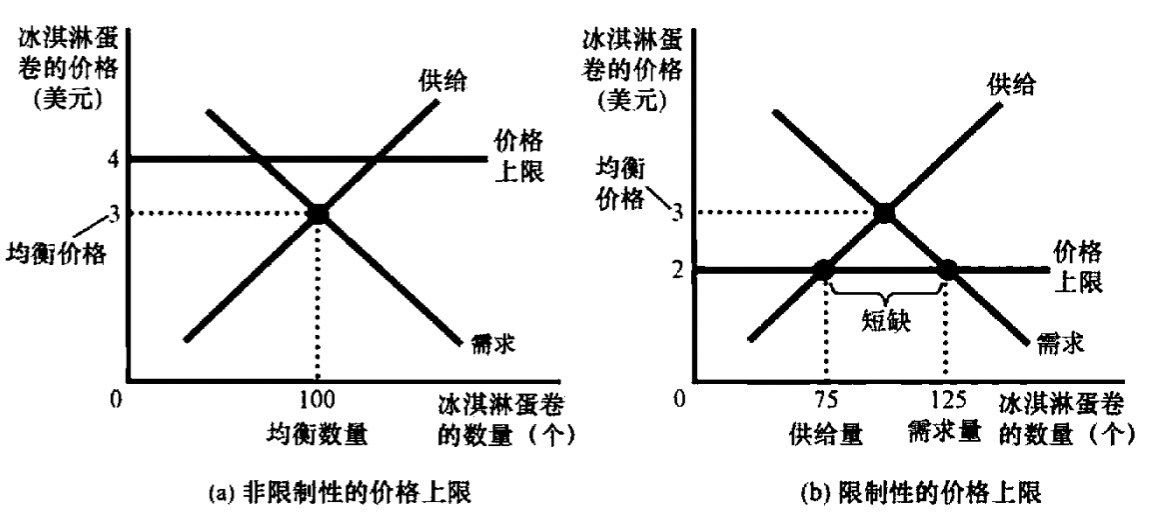 冰淇淋蛋
卷的价格
(美元)
供给
价格
上限
4
3
均衡价格
需求
0
100
均衡数量
冰淇淋蛋卷
的数量（个）
(a) 非限制性的价格上限
冰淇淋蛋
卷的价格
(美元)
供给
均衡
价格
3
2
价格
上限
短缺
需求
0
75
供给量
125
需求量
冰淇淋蛋卷
的数量（个）
(b) 限制性的价格上限